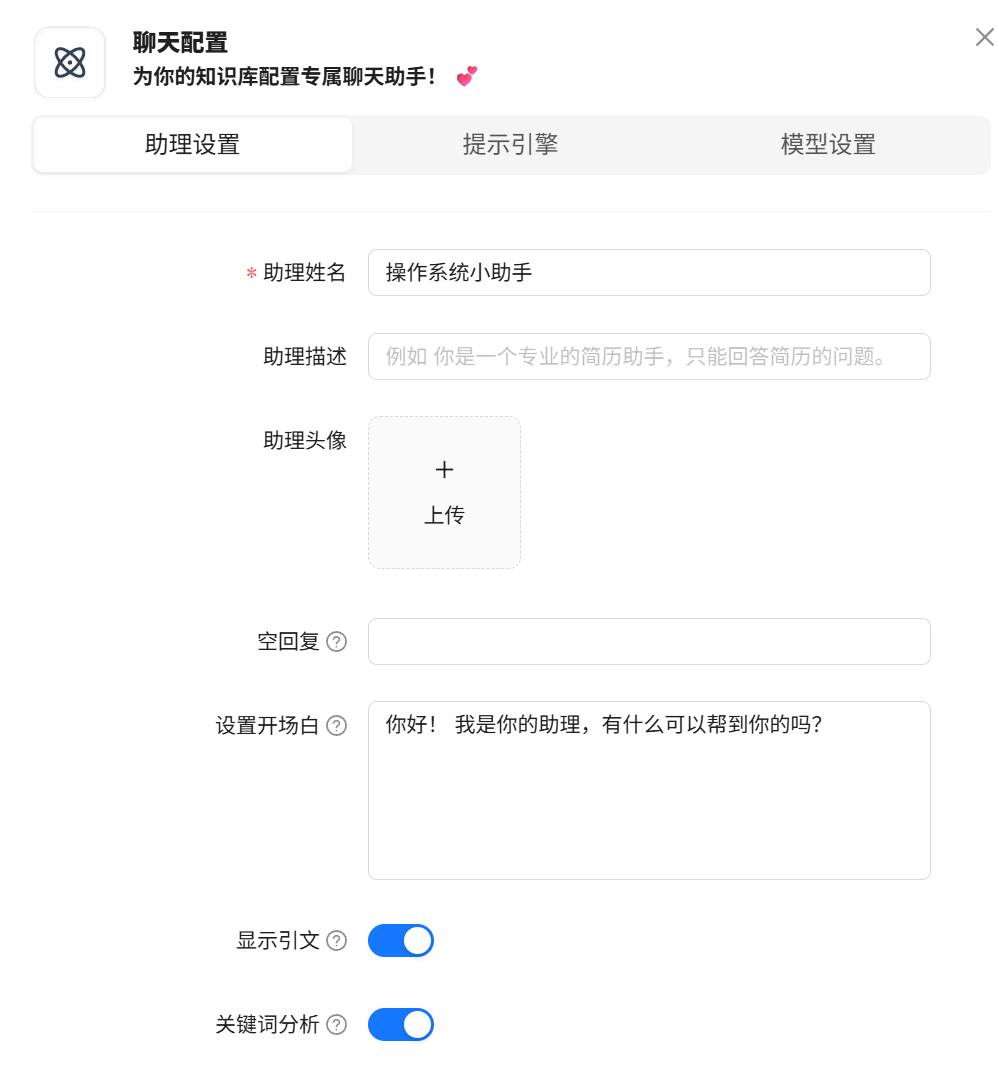 聊天配置
为你的知识库配置专属聊天助手! 💕
助理设置 提示引擎 模型设置
* 助理姓名 操作系统小助手
助理描述 例如 你是一个专业的简历助手，只能回答简历的问题。
助理头像
+
上传
空回复 ?
设置开场白 ? 你好! 我是你的助理，有什么可以帮到你的吗?
显示引文 ?
关键词分析 ?